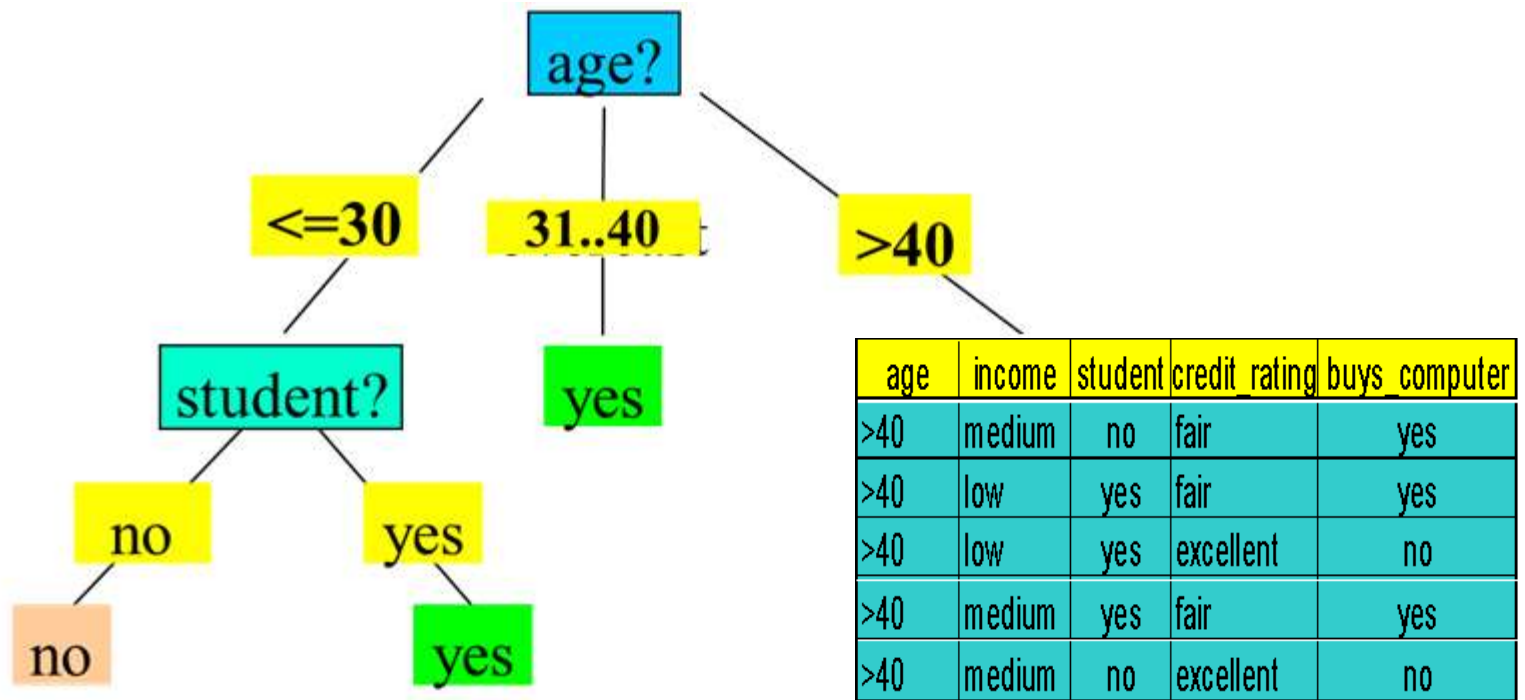 age?
<=30
31..40
>40
student?
yes
no
yes
no
yes
age income student credit_rating buys_computer
>40 medium no fair yes
>40 low yes fair yes
>40 low yes excellent no
>40 medium yes fair yes
>40 medium no excellent no